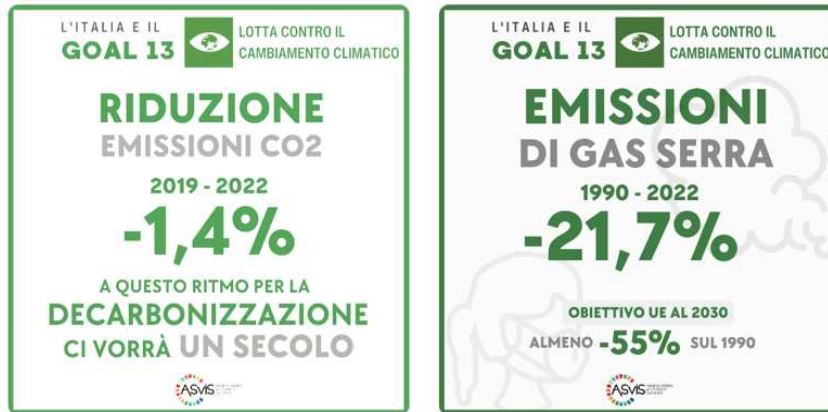 L'ITALIA E IL
GOAL 13
LOTTA CONTRO IL
CAMBIAMENTO CLIMATICO
RIDUZIONE
EMISSIONI CO2
2019 - 2022
-1,4%
A QUESTO RITMO PER LA
DECARBONIZZAZIONE
CI VORRÀ UN SECOLO
ASviS
L'ITALIA E IL
GOAL 13
LOTTA CONTRO IL
CAMBIAMENTO CLIMATICO
EMISSIONI
DI GAS SERRA
1990 - 2022
-21,7%
OBIETTIVO UE AL 2030
ALMENO -55% SUL 1990
ASviS